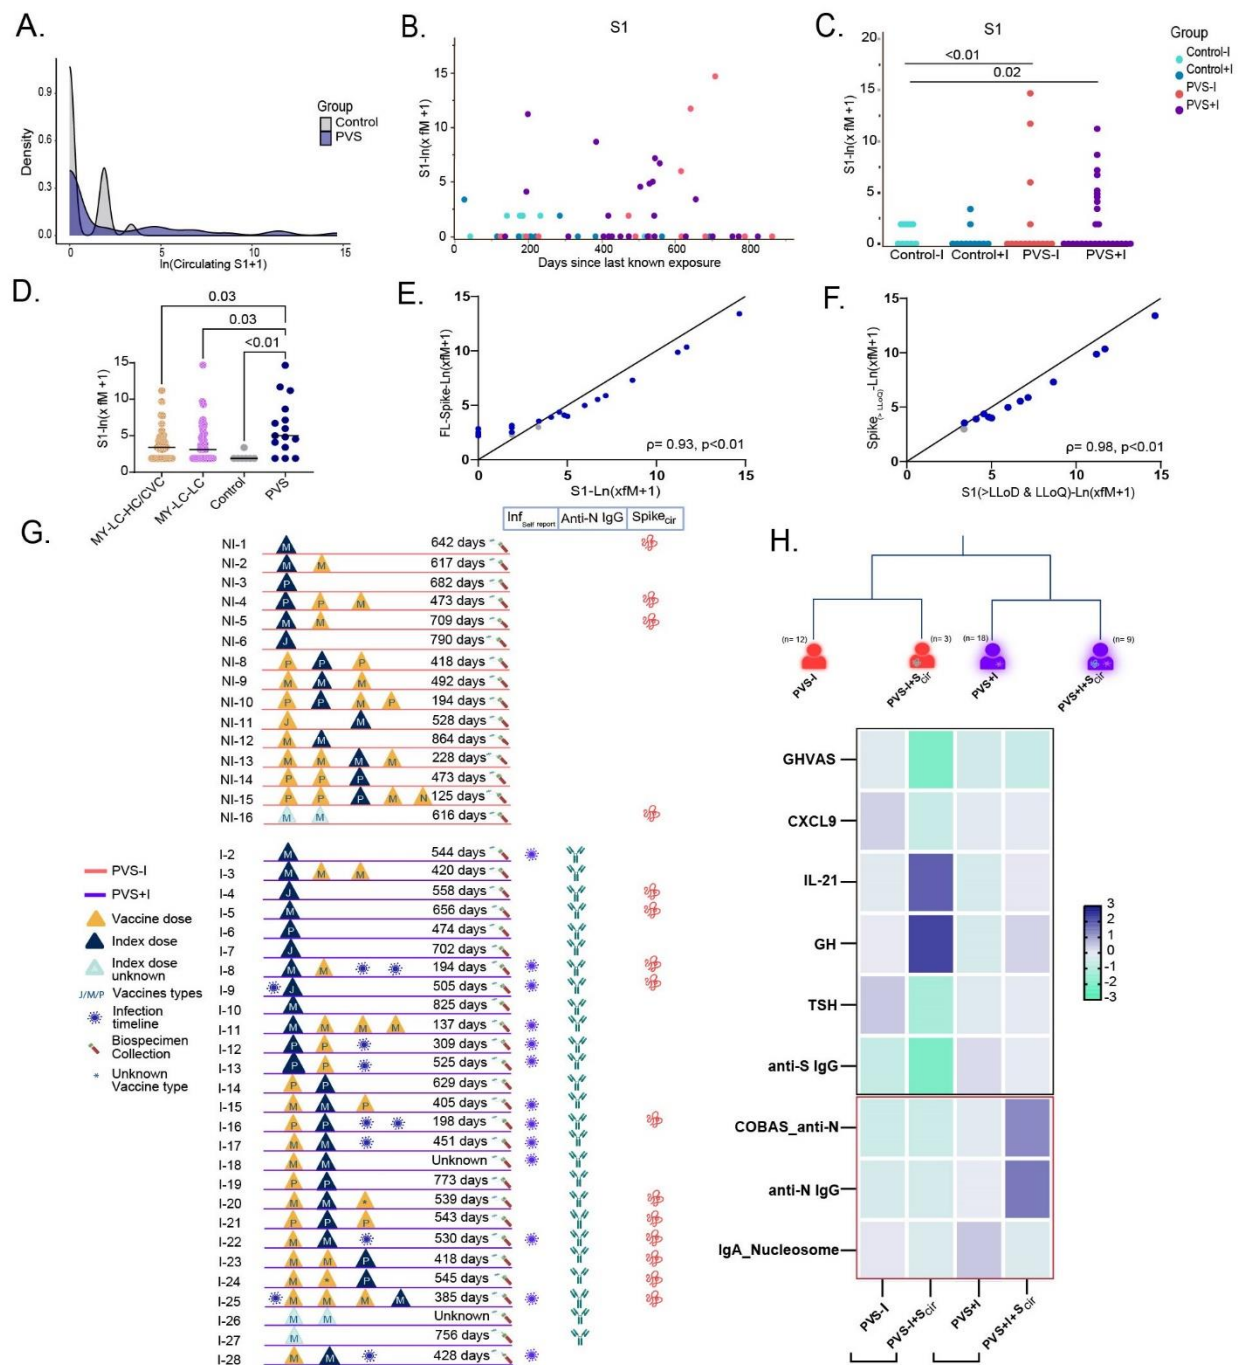 A.
Density
0.9
0.6
0.3
0.0
0 5 10 15
ln(Circulating S1+1)
Group
Control
PVS
B.
S1
S1-ln(x fM +1)
15
10
5
0
0 200 400 600 800
Days since last known exposure
C.
S1
S1-ln(x fM +1)
20
15
10
5
0
<0.01
0.02
Control-I Control+I PVS-I PVS+I
Group
Control-I
Control+I
PVS-I
PVS+I
D.
0.03
0.03
<0.01
S1-ln(x fM +1)
15
10
5
0
MY-LC-HC/CVC MY-LC-LC Control PVS
E.
FL-Spike-Ln(xfM+1)
15
10
5
0
ρ= 0.93, p<0.01
0 5 10 15
S1-Ln(xfM+1)
F.
Spike(> LLoQ)-Ln(xfM+1)
15
10
5
0
ρ= 0.98, p<0.01
0 5 10 15
S1(>LLoD & LLoQ)-Ln(xfM+1)
G.
Inf Self report Anti-N IgG Spikecir
NI-1 M 642 days
NI-2 M M 617 days
NI-3 P 682 days
NI-4 P P M 473 days
NI-5 M M 709 days
NI-6 J 790 days
NI-8 P P P 418 days
NI-9 M M M 492 days
NI-10 P P M P 194 days
NI-11 J M 528 days
NI-12 M M 864 days
NI-13 M M M M 228 days
NI-14 P P P 473 days
NI-15 P P P M N 125 days
NI-16 M M 616 days
I-2 M 544 days
I-3 M M M 420 days
I-4 J 558 days
I-5 M 656 days
I-6 P 474 days
I-7 J 702 days
I-8 M M 194 days
I-9 J 505 days
I-10 M 825 days
I-11 M M M M 137 days
I-12 P P 309 days
I-13 P P 525 days
I-14 P P 629 days
I-15 M M P 405 days
I-16 P P 198 days
I-17 M M 451 days
I-18 M M Unknown
I-19 P P 773 days
I-20 M M * 539 days
I-21 P P P 543 days
I-22 M M 530 days
I-23 M M P 418 days
I-24 M * P 545 days
I-25 M M M M 385 days
I-26 M M Unknown
I-27 M 756 days
I-28 M M 428 days
PVS-I
PVS+I
Vaccine dose
Index dose
Index dose
unknown
J/M/P Vaccines types
Infection
timeline
Biospecimen
Collection
* Unknown
Vaccine type
H.
(n= 12) (n= 3) (n= 18) (n= 9)
PVS-I PVS-I+Scir PVS+I PVS+I+Scir
GHVAS
CXCL9
IL-21
GH
TSH
anti-S IgG
COBAS_anti-N
anti-N IgG
IgA_Nucleosome
3
2
1
0
-1
-2
-3
PVS-I PVS-I+Scir PVS+I PVS+I+Scir